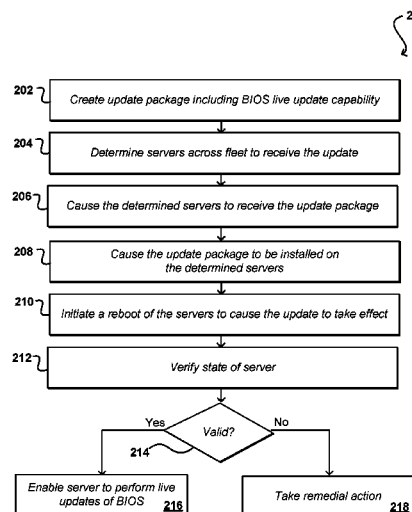 2
202
Create update package including BIOS live update capability
204
Determine servers across fleet to receive the update
206
Cause the determined servers to receive the update package
208
Cause the update package to be installed on
the determined servers
210
Initiate a reboot of the servers to cause the update to take effect
212
Verify state of server
Yes
Valid?
No
214
Enable server to perform live
updates of BIOS 216
Take remedial action
218